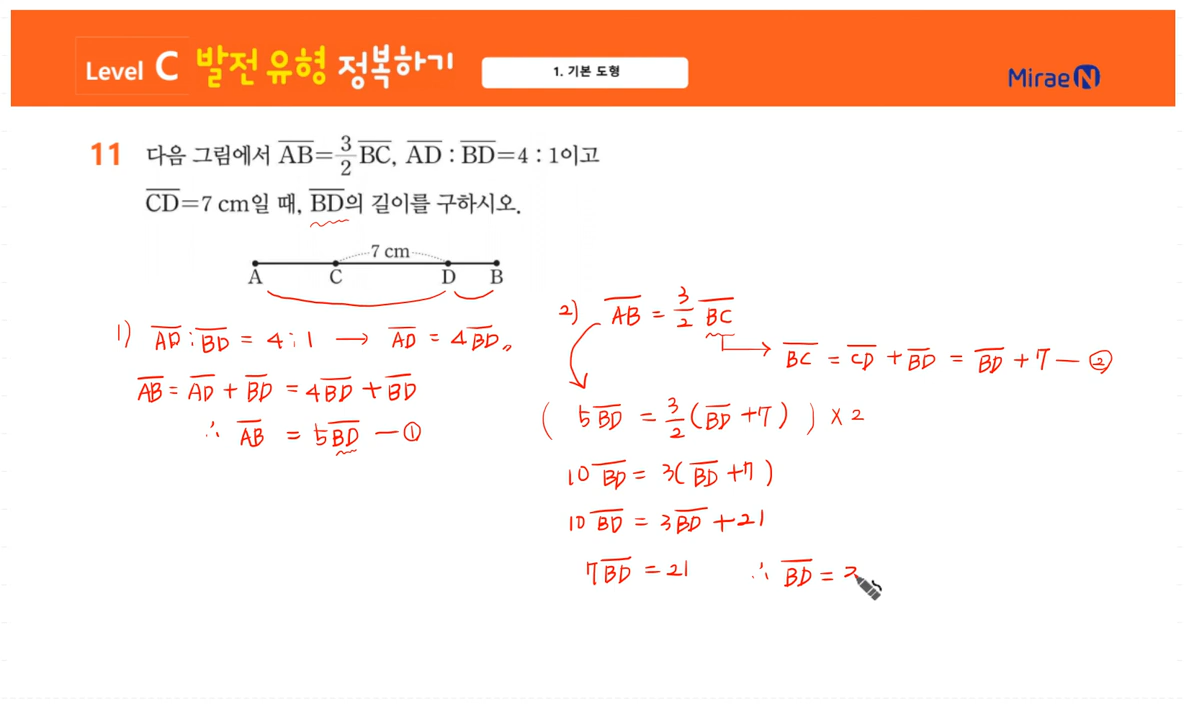 Level C 발전 유형 정복하기
1. 기본 도형
Mirae N
11 다음 그림에서 AB=3/2 BC, AD : BD=4 : 1이고
CD=7 cm일 때, BD의 길이를 구하시오.
7 cm
A C D B
1) AD : BD = 4 : 1 → AD = 4BD,
AB = AD + BD = 4BD + BD
∴ AB = 5BD — ①
2) AB = 3/2 BC
→ BC = CD + BD = BD + 7 — ②
( 5BD = 3/2 (BD + 7) ) × 2
10BD = 3(BD + 7)
10BD = 3BD + 21
7BD = 21 ∴ BD =